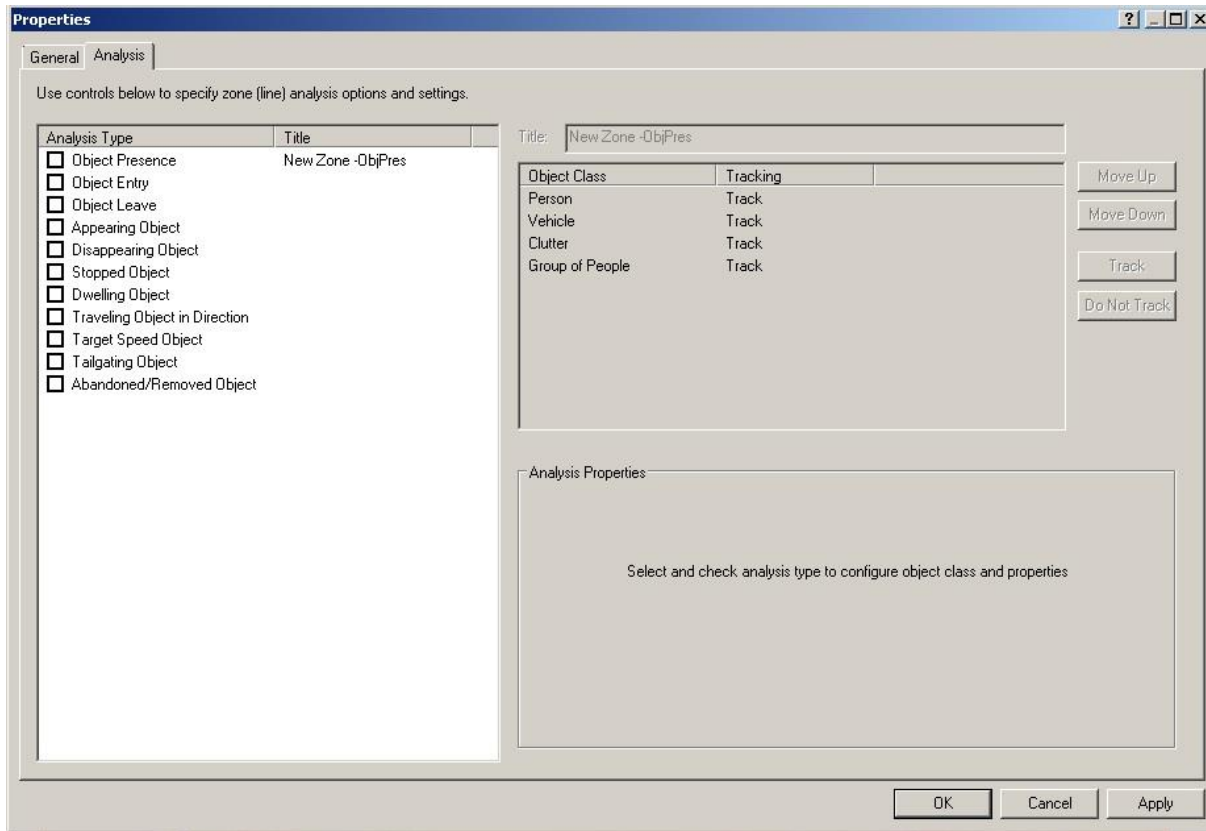 Properties
General Analysis
Use controls below to specify zone (line) analysis options and settings.
Analysis Type Title
Object Presence New Zone -ObjPres
Object Entry
Object Leave
Appearing Object
Disappearing Object
Stopped Object
Dwelling Object
Traveling Object in Direction
Target Speed Object
Tailgating Object
Abandoned/Removed Object
Title: New Zone -ObjPres
Object Class Tracking
Person Track
Vehicle Track
Clutter Track
Group of People Track
Move Up
Move Down
Track
Do Not Track
Analysis Properties
Select and check analysis type to configure object class and properties
OK Cancel Apply